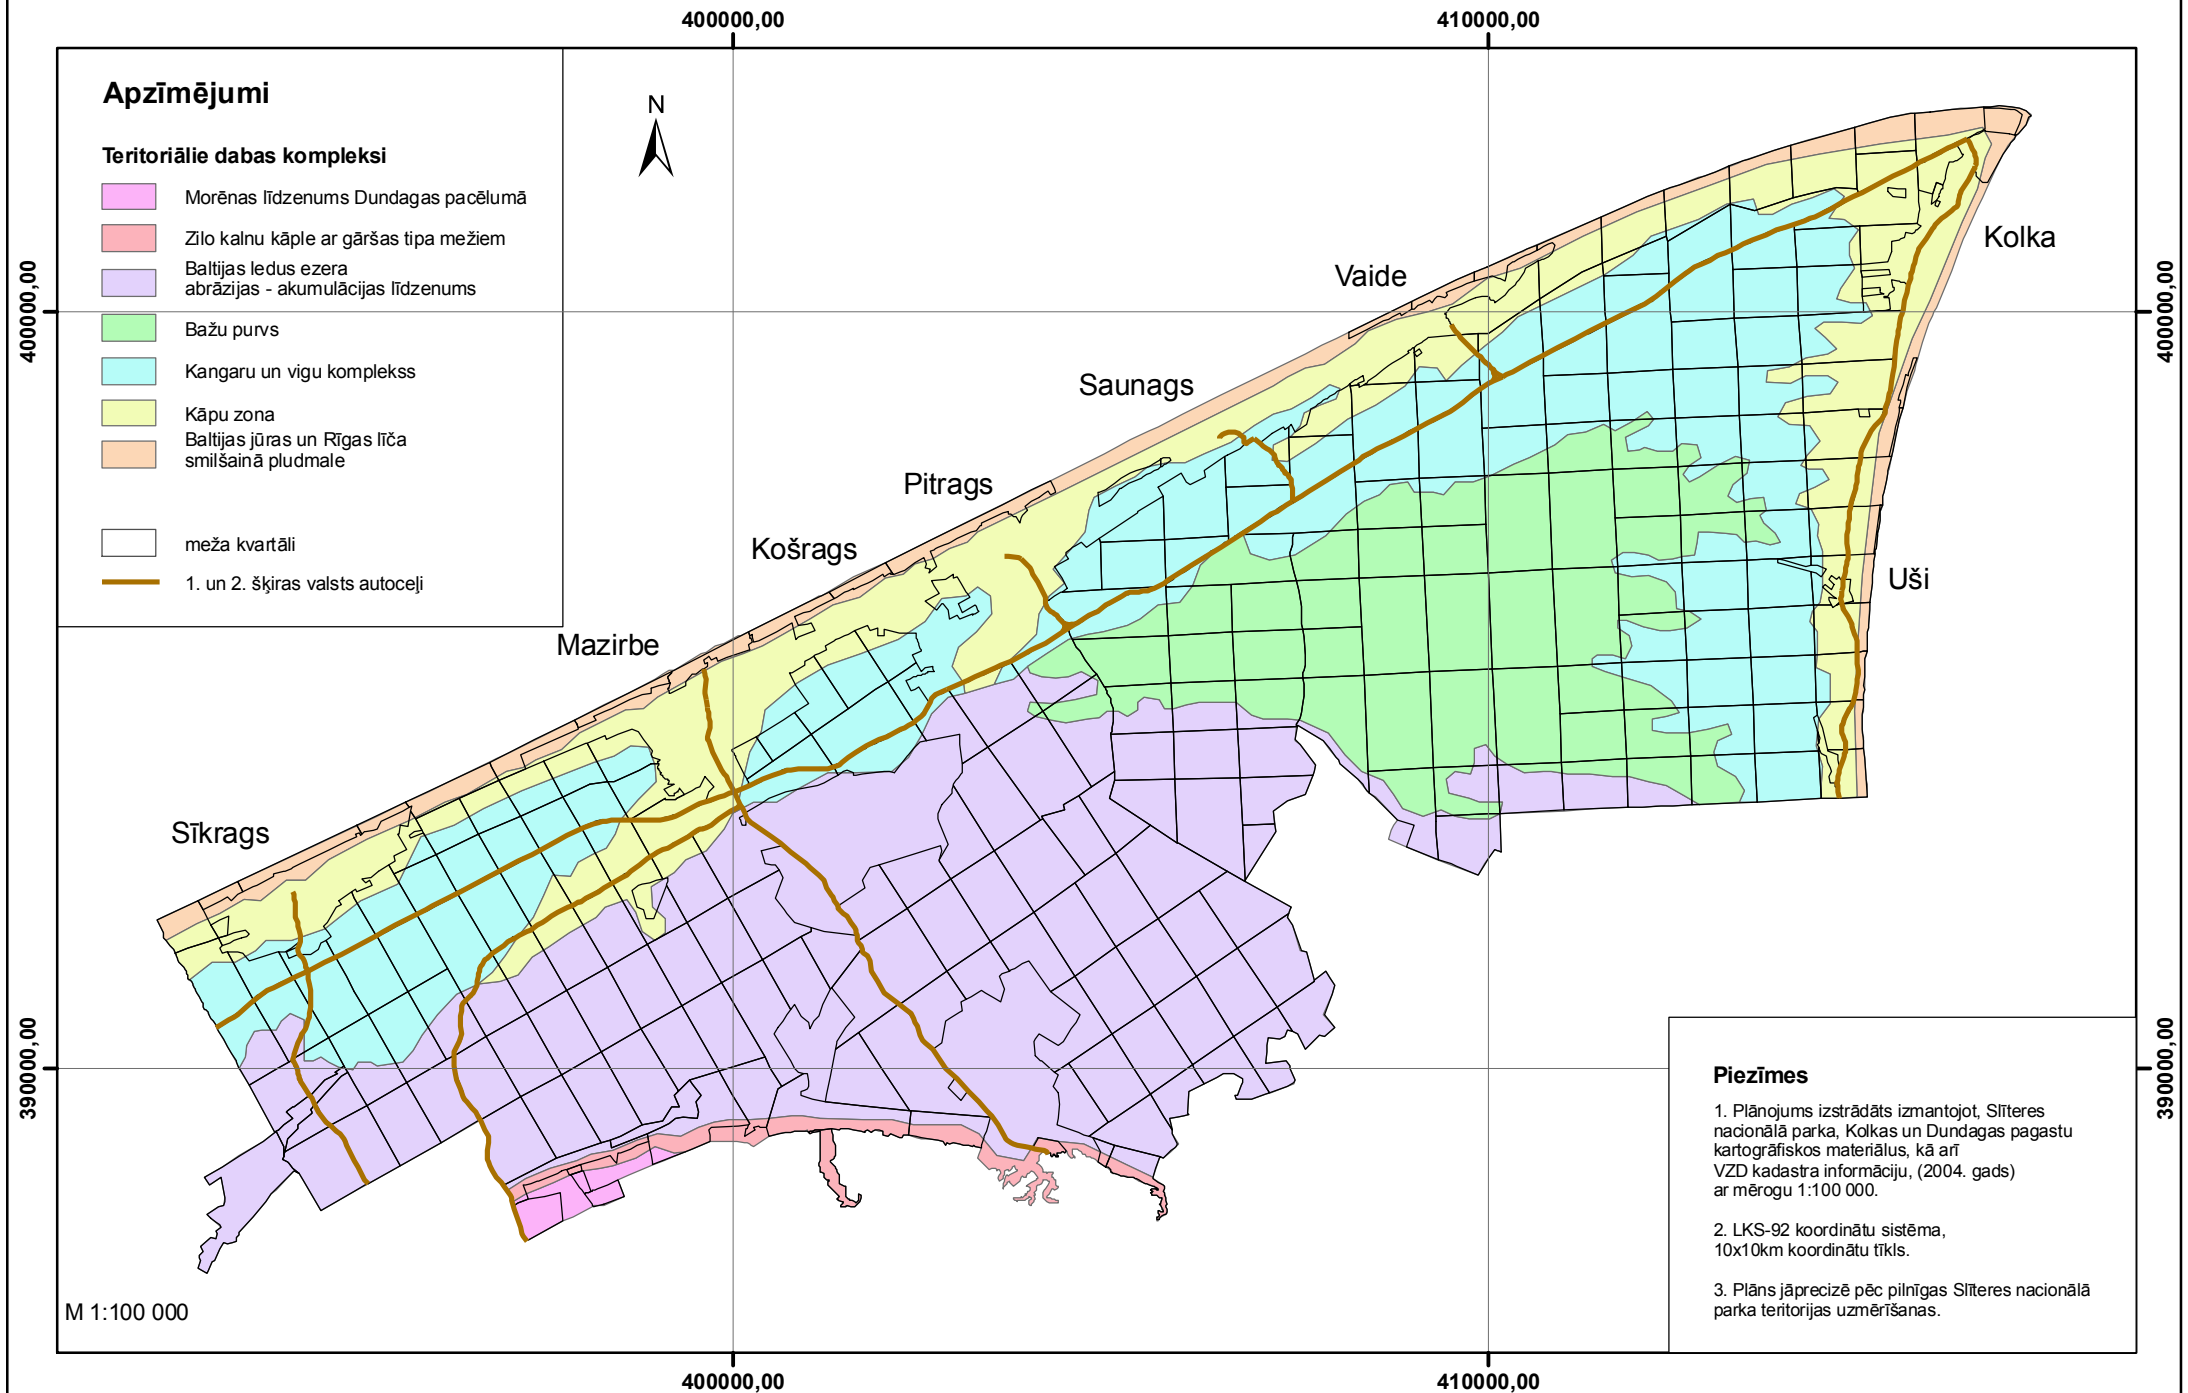 400000,00
410000,00
Apzīmējumi
Teritoriālie dabas kompleksi
Morēnas līdzenums Dundagas pacēlumā
Zilo kalnu kāple ar gāršas tipa mežiem
Baltijas ledus ezera
abrāzijas - akumulācijas līdzenums
Bažu purvs
Kangaru un vigu komplekss
Kāpu zona
Baltijas jūras un Rīgas līča
smilšainā pludmale
meža kvartāli
1. un 2. šķiras valsts autoceļi
N
Kolka
Vaide
Saunags
Pitrags
Košrags
Uši
Mazirbe
Sīkrags
400000,00
400000,00
390000,00
390000,00
Piezīmes
1. Plānojums izstrādāts izmantojot, Slīteres
nacionālā parka, Kolkas un Dundagas pagastu
kartogrāfiskos materiālus, kā arī
VZD kadastra informāciju, (2004. gads)
ar mērogu 1:100 000.
2. LKS-92 koordinātu sistēma,
10x10km koordinātu tīkls.
3. Plāns jāprecizē pēc pilnīgas Slīteres nacionālā
parka teritorijas uzmērīšanas.
M 1:100 000
400000,00
410000,00